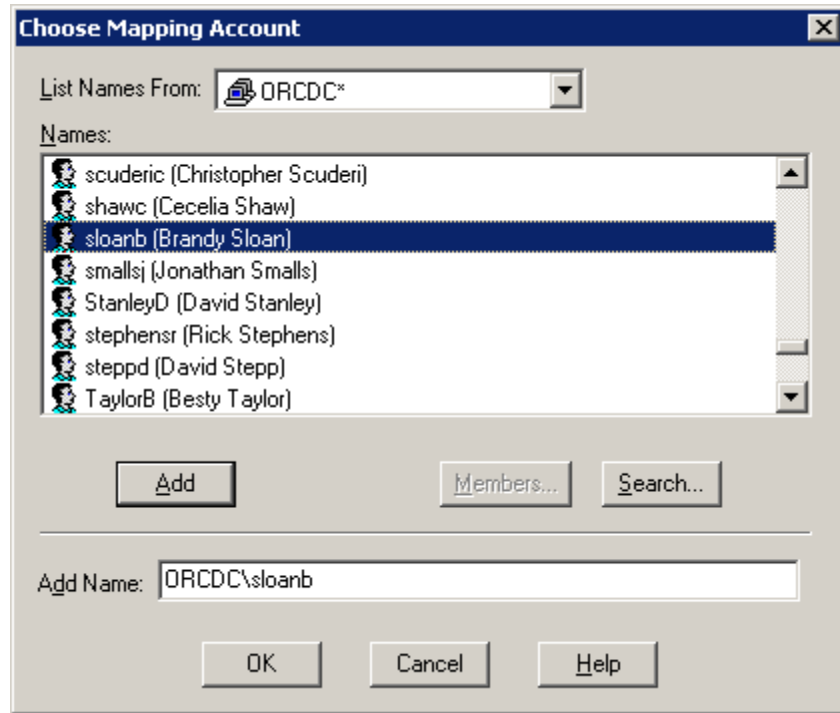 Choose Mapping Account
List Names From: ORCDC*
Names:
scuderic (Christopher Scuderi)
shawc (Cecelia Shaw)
sloanb (Brandy Sloan)
smallsj (Jonathan Smalls)
StanleyD (David Stanley)
stephensr (Rick Stephens)
steppd (David Stepp)
TaylorB (Besty Taylor)
Add Members... Search...
Add Name: ORCDC\sloanb
OK Cancel Help